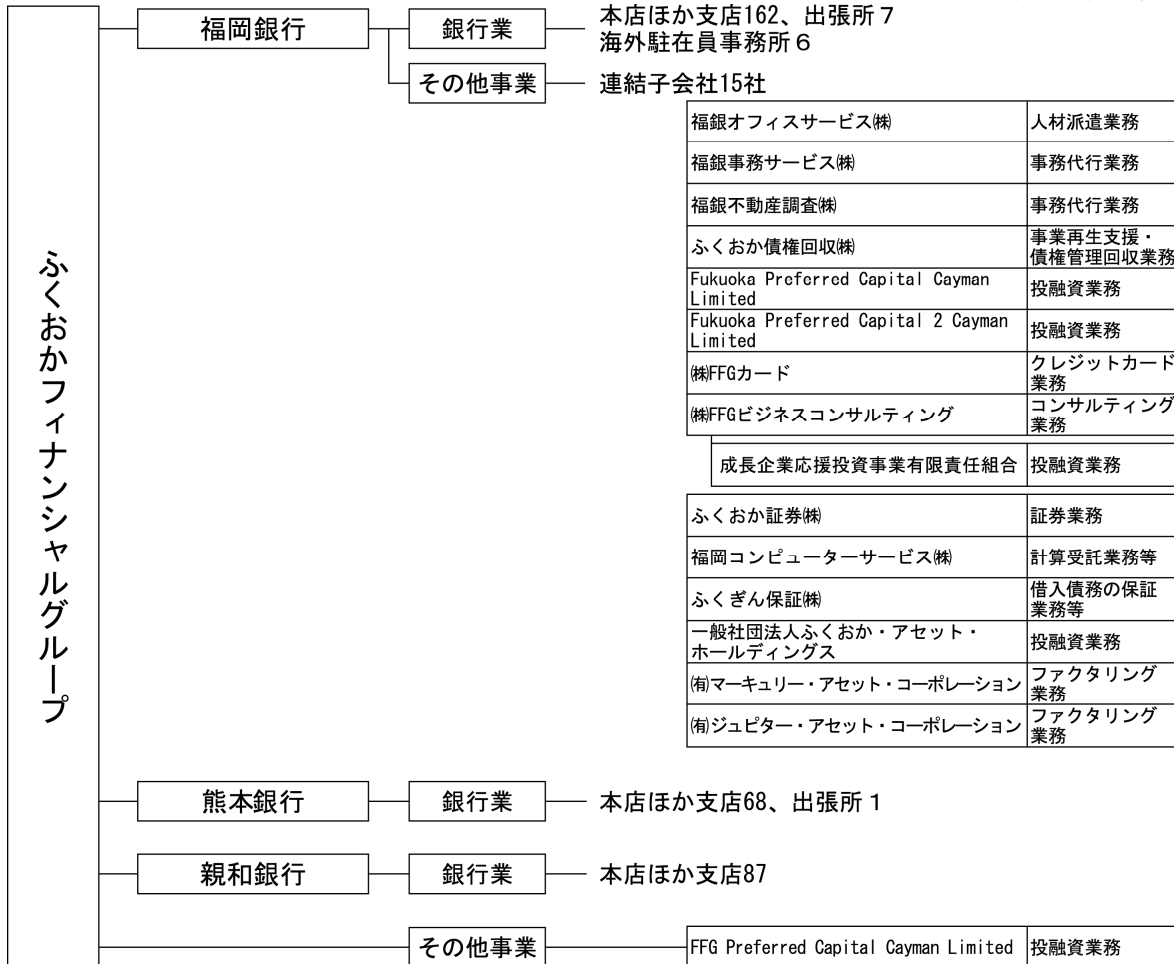 ふくおかフィナンシャルグループ
福岡銀行
銀行業
本店ほか支店162、出張所7
海外駐在員事務所6
その他事業
連結子会社15社
福銀オフィスサービス㈱ 人材派遣業務
福銀事務サービス㈱ 事務代行業務
福銀不動産調査㈱ 事務代行業務
ふくおか債権回収㈱ 事業再生支援・
債権管理回収業務
Fukuoka Preferred Capital Cayman
Limited 投融資業務
Fukuoka Preferred Capital 2 Cayman
Limited 投融資業務
㈱FFGカード クレジットカード
業務
㈱FFGビジネスコンサルティング コンサルティング
業務
成長企業応援投資事業有限責任組合 投融資業務
ふくおか証券㈱ 証券業務
福岡コンピューターサービス㈱ 計算受託業務等
ふくぎん保証㈱ 借入債務の保証
業務等
一般社団法人ふくおか・アセット・
ホールディングス 投融資業務
㈲マーキュリー・アセット・コーポレーション ファクタリング
業務
㈲ジュピター・アセット・コーポレーション ファクタリング
業務
熊本銀行 銀行業 本店ほか支店68、出張所1
親和銀行 銀行業 本店ほか支店87
その他事業 FFG Preferred Capital Cayman Limited 投融資業務